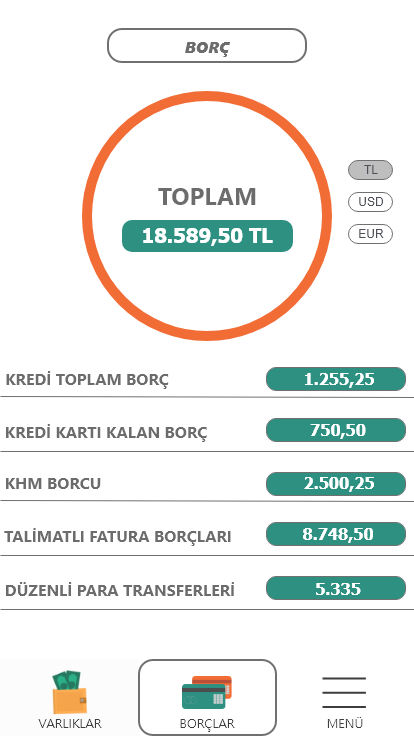 BORÇ
TOPLAM
18.589,50 TL
TL
USD
EUR
KREDİ TOPLAM BORÇ 1.255,25
KREDİ KARTI KALAN BORÇ 750,50
KHM BORCU 2.500,25
TALİMATLI FATURA BORÇLARI 8.748,50
DÜZENLİ PARA TRANSFERLERİ 5.335
VARLIKLAR BORÇLAR MENÜ